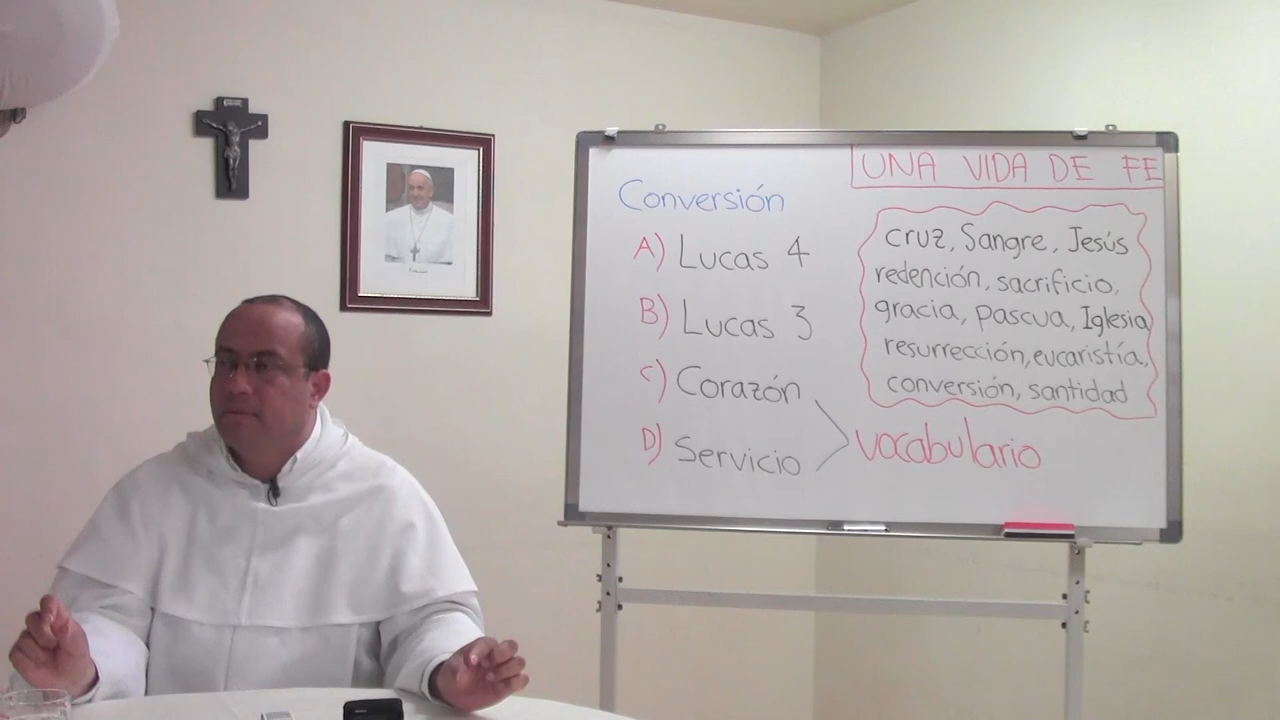 UNA VIDA DE FE
Conversión
A) Lucas 4
B) Lucas 3
C) Corazón
D) Servicio
vocabulario
cruz, Sangre, Jesús
redención, sacrificio,
gracia, pascua, Iglesia
resurrección, eucaristía,
conversión, santidad